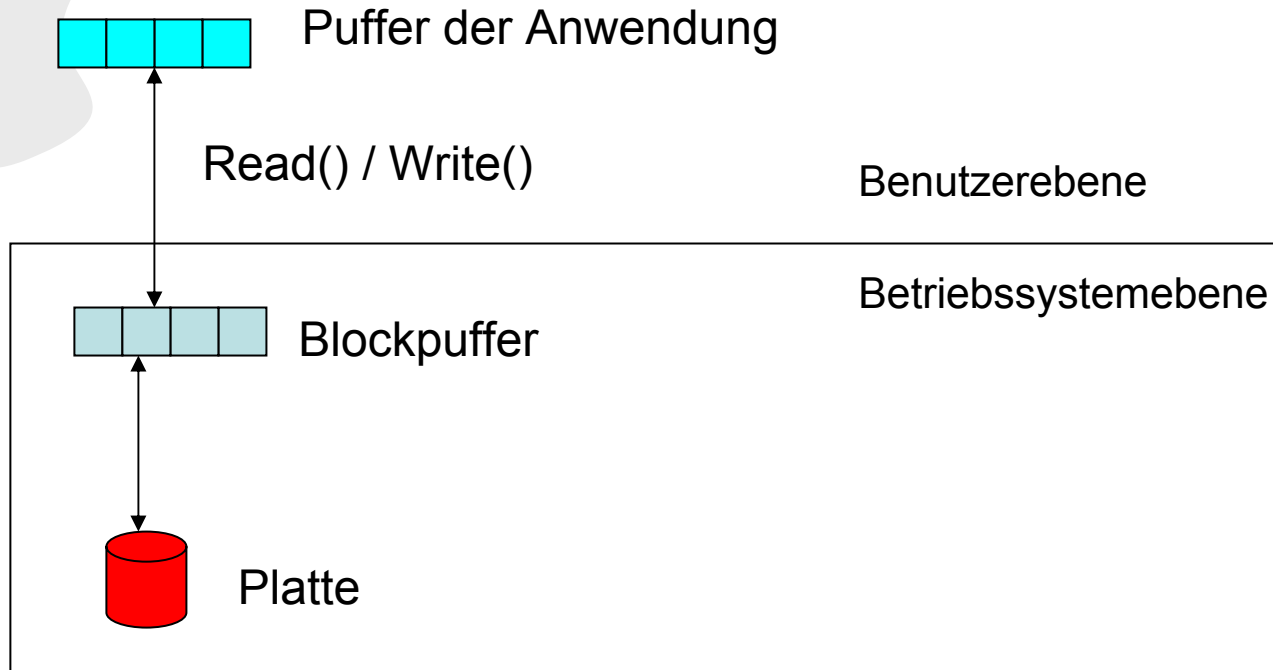 Puffer der Anwendung
Read() / Write()
Benutzerebene
Betriebssystemebene
Blockpuffer
Platte